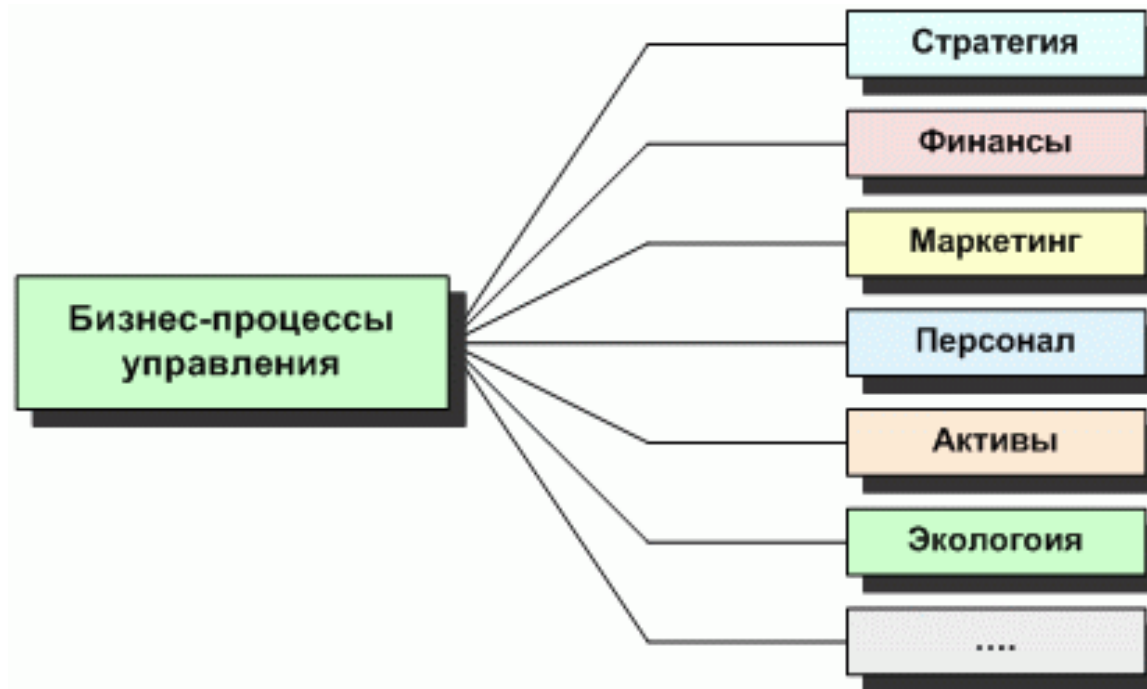 Стратегия
Финансы
Маркетинг
Бизнес-процессы
управления
Персонал
Активы
Экологоия
....